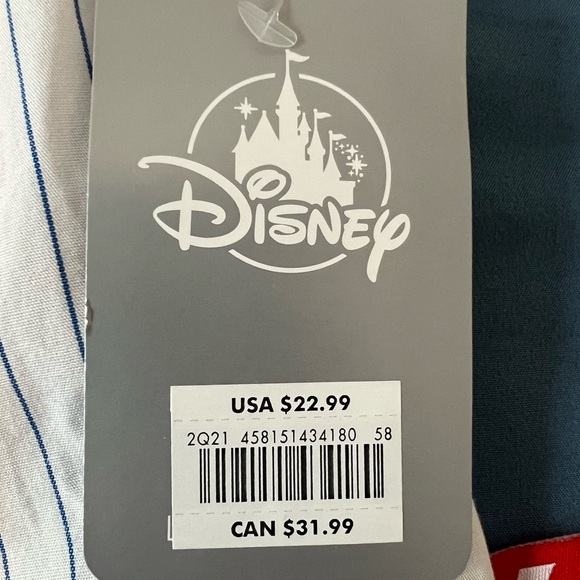 Disney
USA $22.99
2Q21 458151434180 58
CAN $31.99